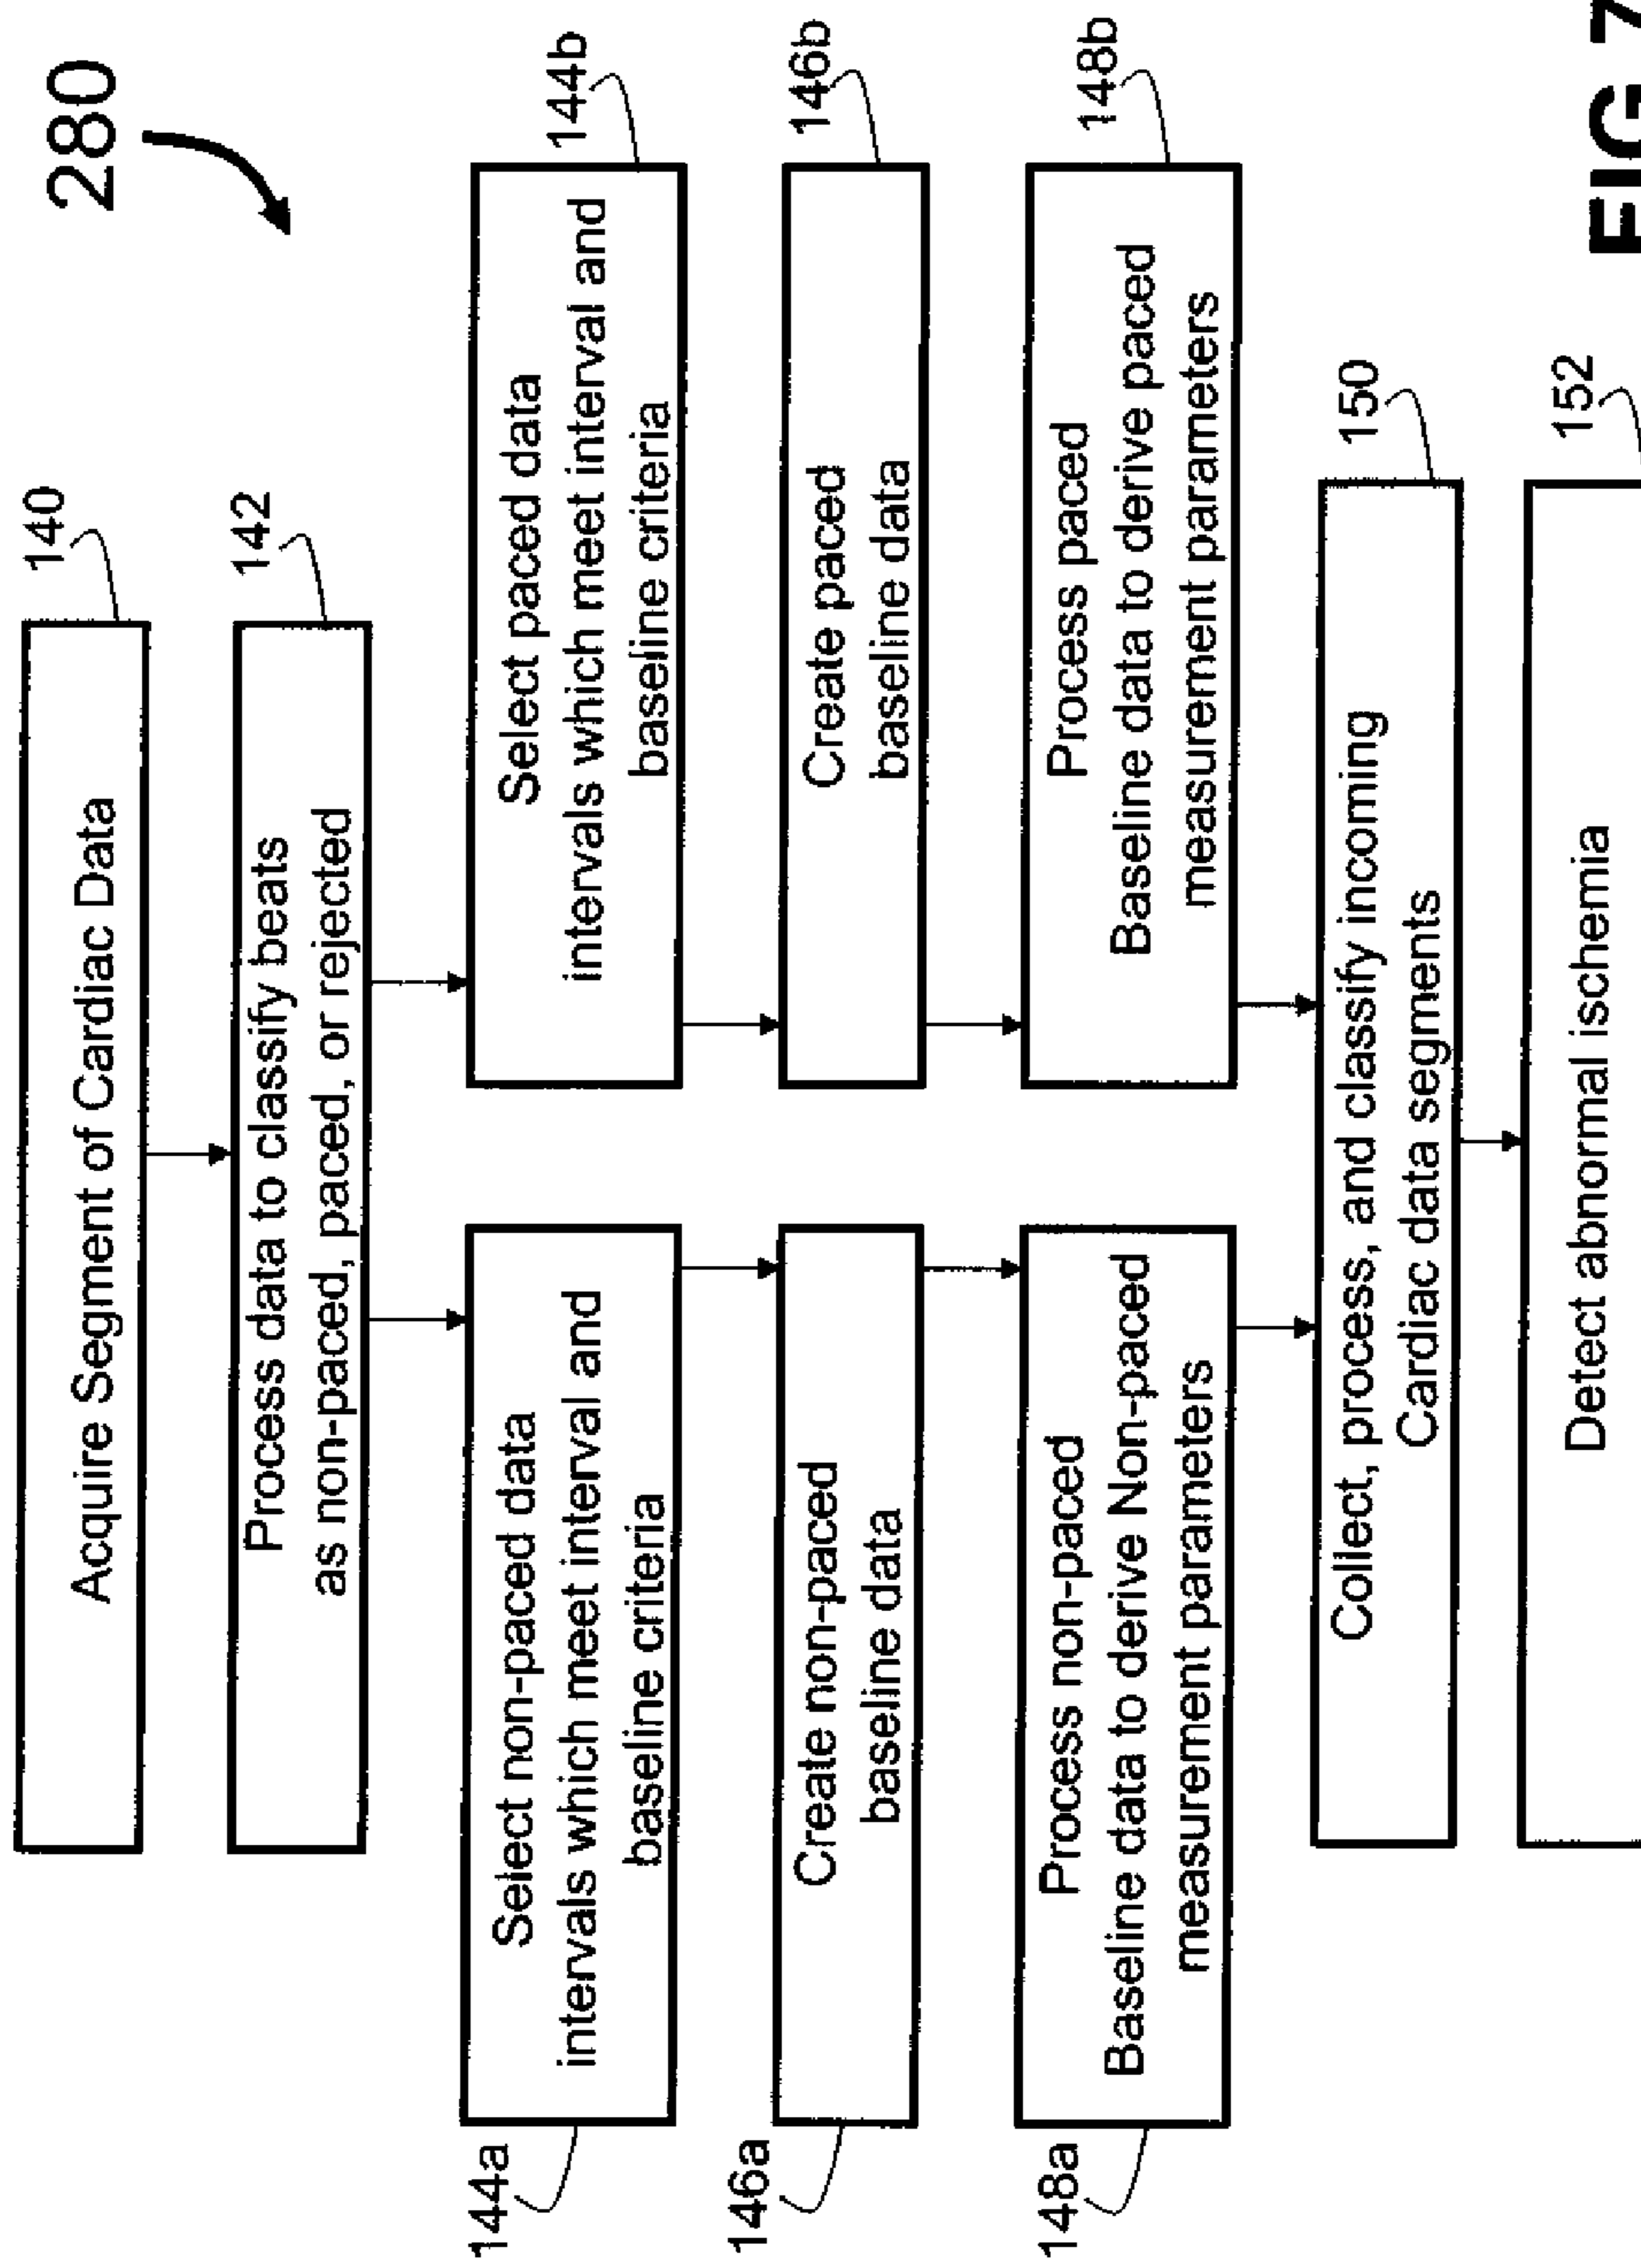 280
140
Acquire Segment of Cardiac Data
142
Process data to classify beats
as non-paced, paced, or rejected
144a
Select non-paced data
intervals which meet interval and
baseline criteria
144b
Select paced data
intervals which meet interval and
baseline criteria
146a
Create non-paced
baseline data
146b
Create paced
baseline data
148a
Process non-paced
Baseline data to derive Non-paced
measurement parameters
148b
Process paced
Baseline data to derive paced
measurement parameters
150
Collect, process, and classify incoming
Cardiac data segments
152
Detect abnormal ischemia
FIG 7